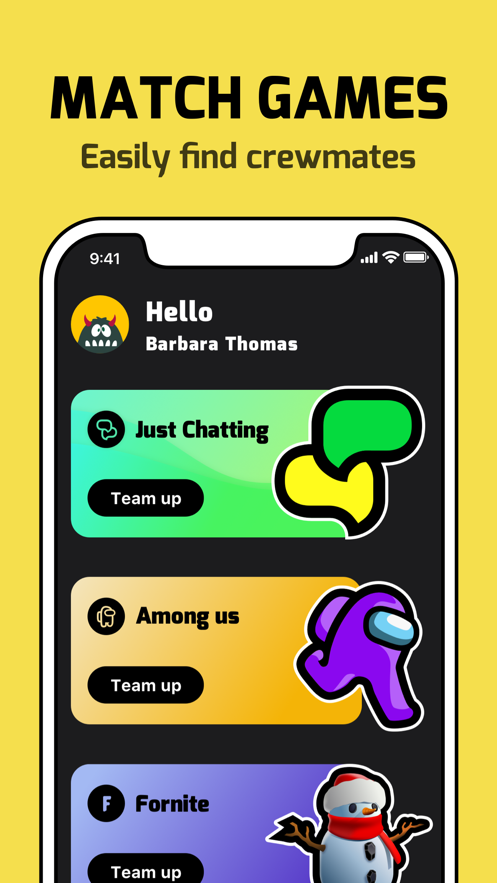 MATCH GAMES
Easily find crewmates
9:41
Hello
Barbara Thomas
Just Chatting
Team up
Among us
Team up
F Fornite
Team up